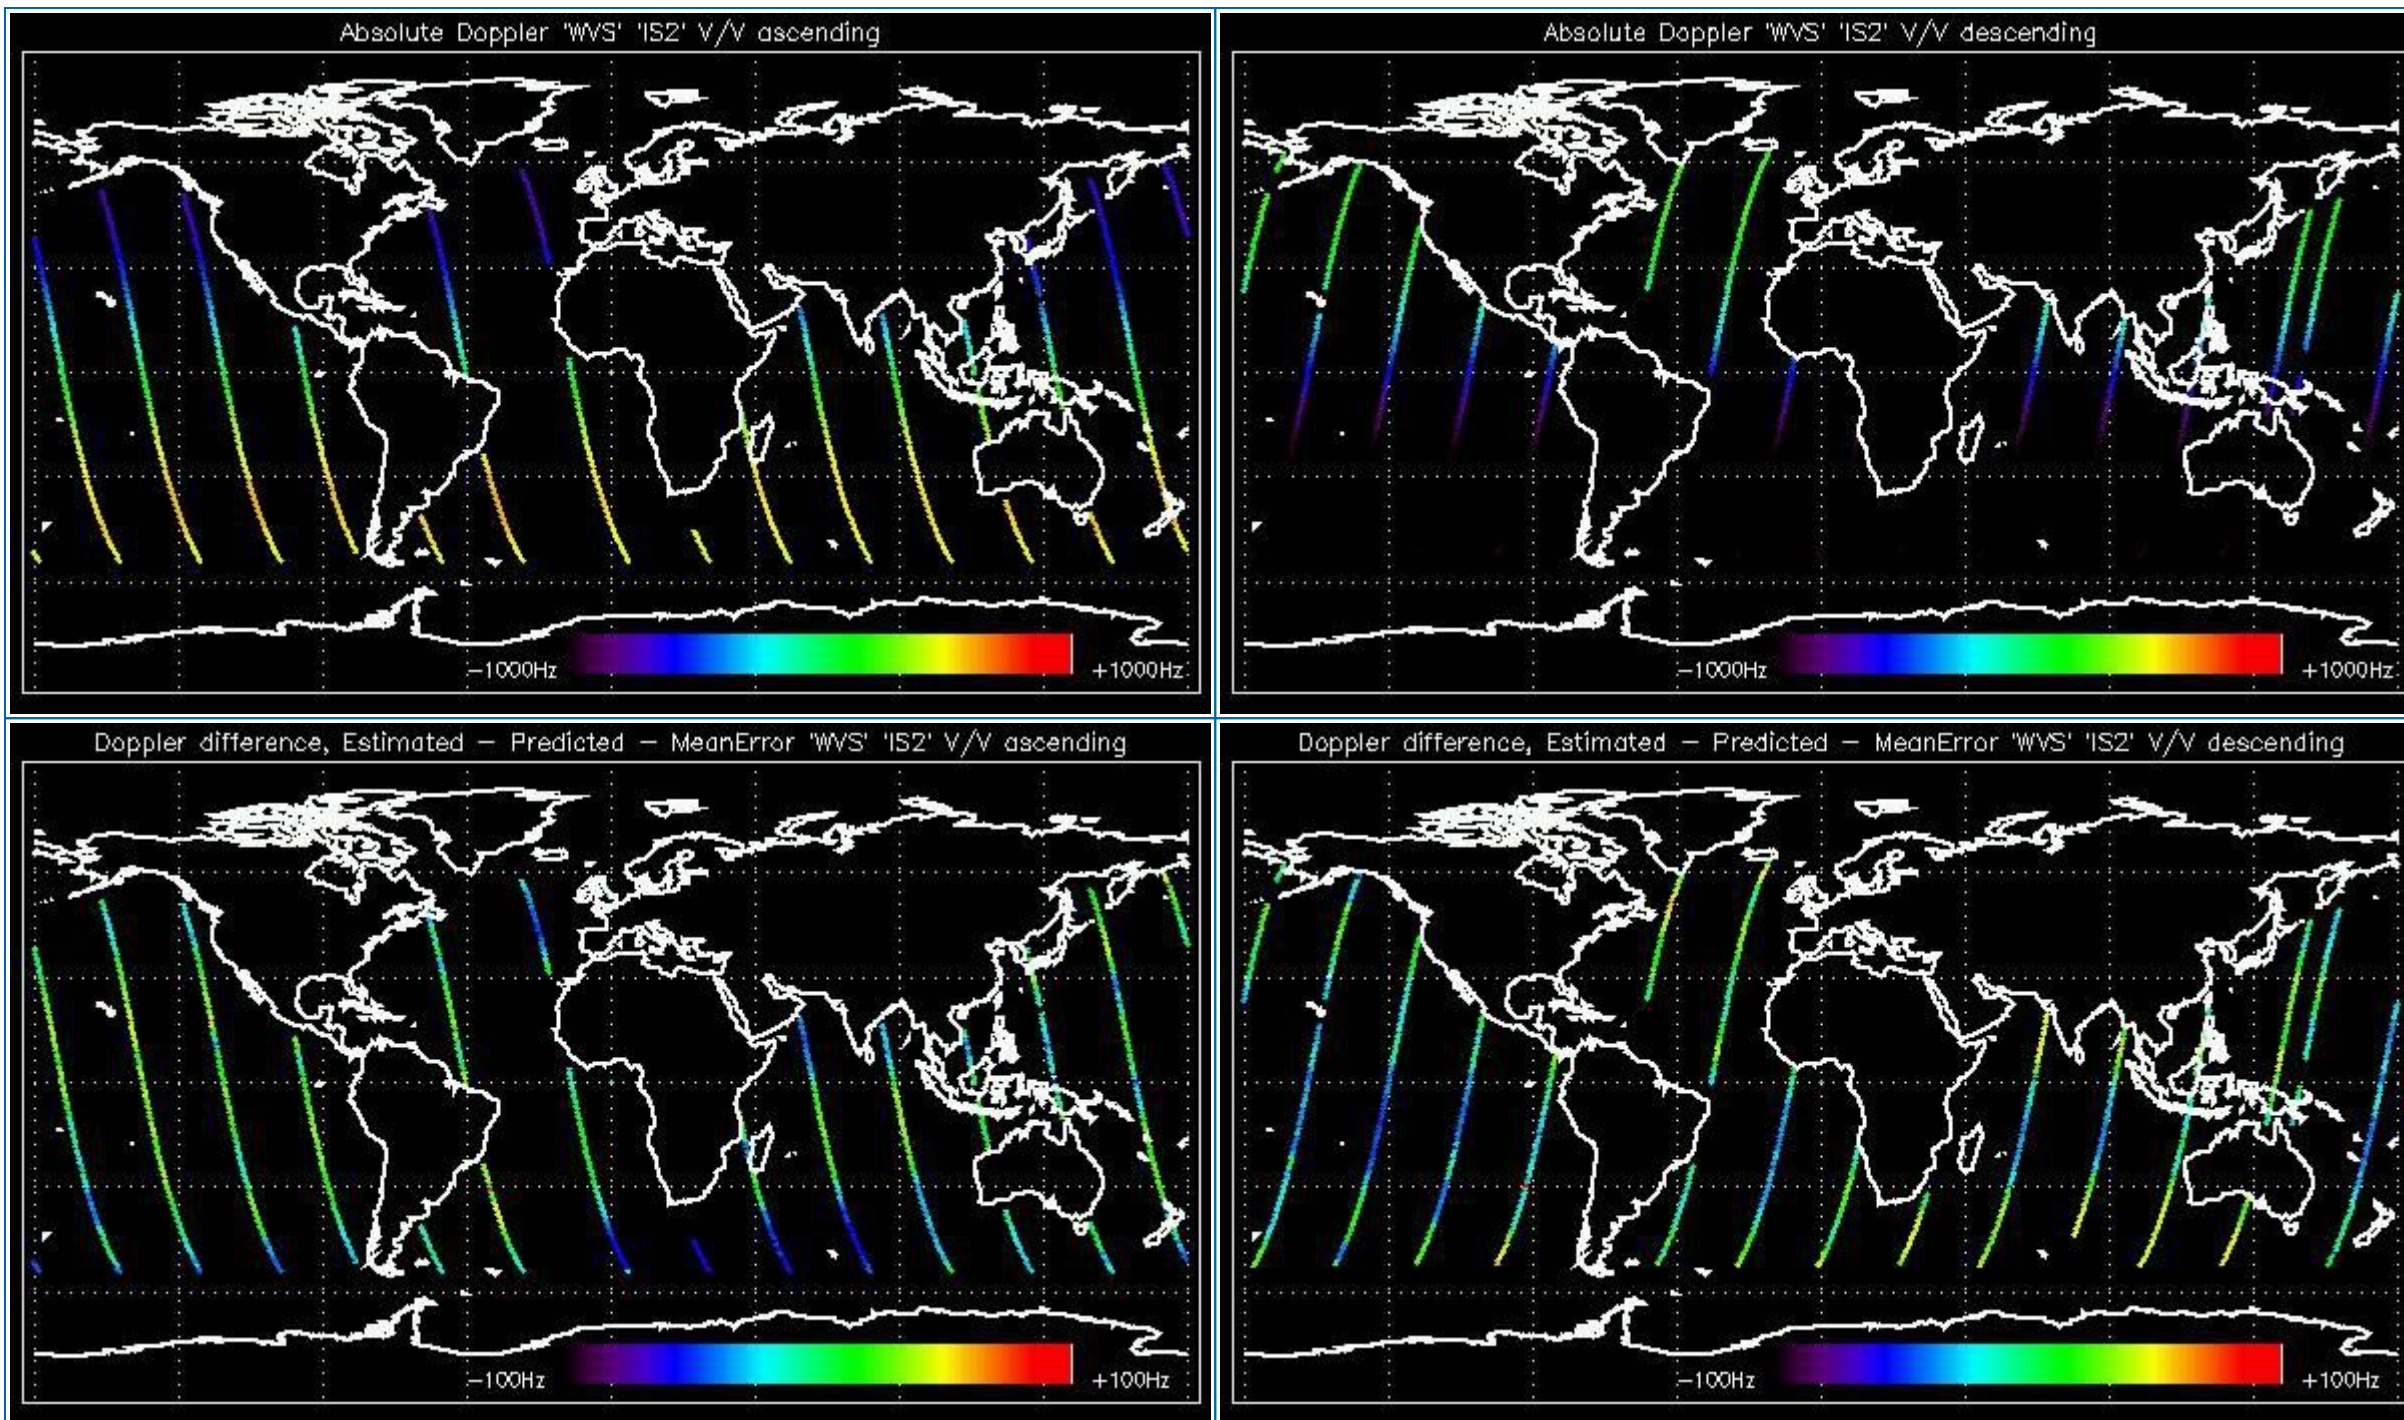 Absolute Doppler 'WVS' 'IS2' V/V ascending
-1000Hz
+1000Hz
Absolute Doppler 'WVS' 'IS2' V/V descending
-1000Hz
+1000Hz
Doppler difference, Estimated - Predicted - MeanError 'WVS' 'IS2' V/V ascending
-100Hz
+100Hz
Doppler difference, Estimated - Predicted - MeanError 'WVS' 'IS2' V/V descending
-100Hz
+100Hz